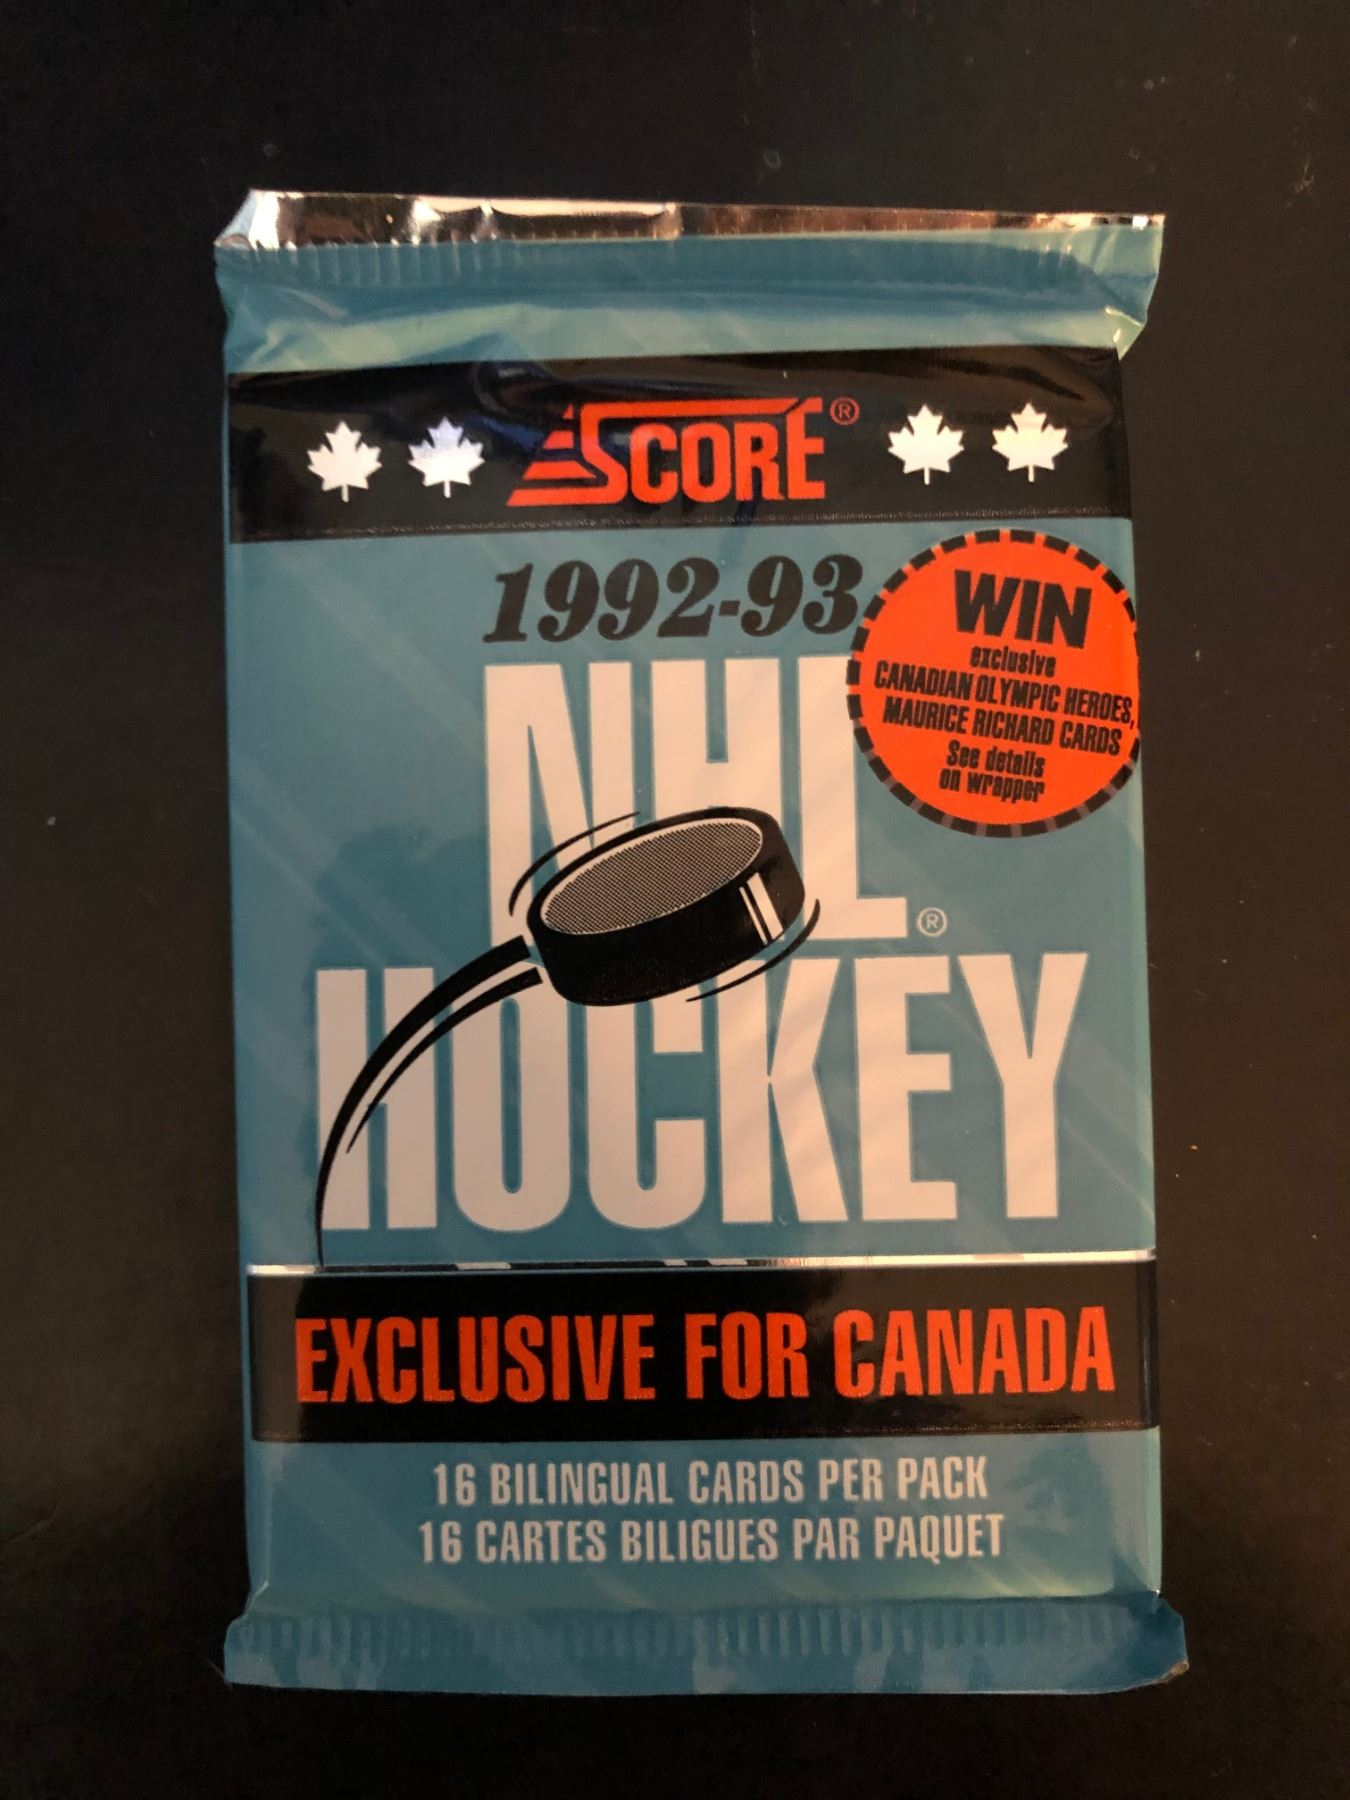 SCORE®
1992-93
NHL®
HOCKEY
WIN
exclusive
CANADIAN OLYMPIC HEROES,
MAURICE RICHARD CARDS
See details
on wrapper
EXCLUSIVE FOR CANADA
16 BILINGUAL CARDS PER PACK
16 CARTES BILIGUES PAR PAQUET